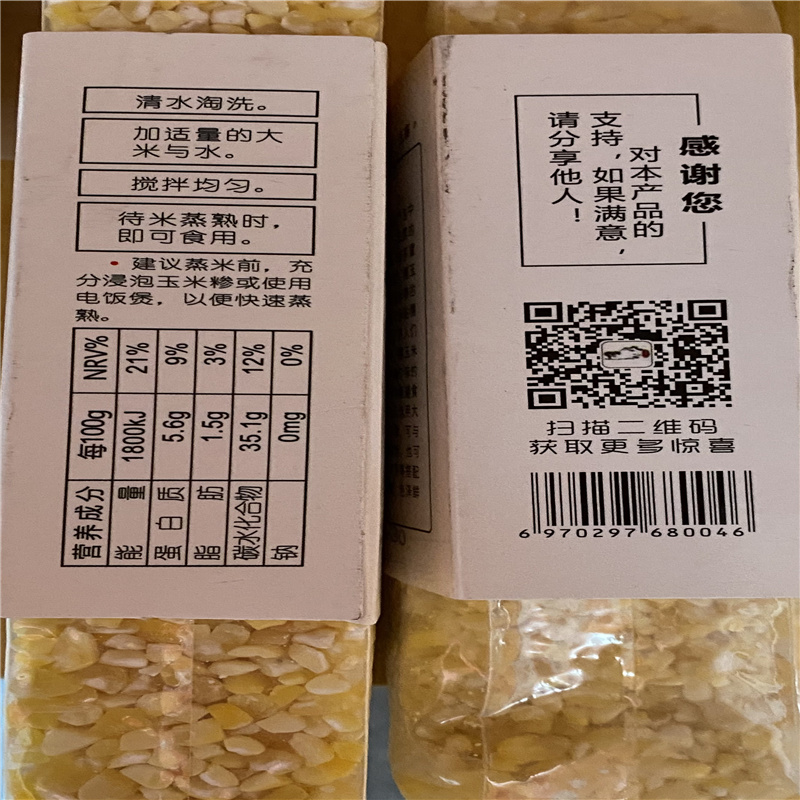 清水淘洗。
加适量的大
米与水。
搅拌均匀。
待米蒸熟时，
即可食用。
• 建议蒸米前，充
分浸泡玉米糁或使用
电饭煲，以便快速蒸
熟。
营养成分 每100g NRV%
能量 1800kJ 21%
蛋白质 5.6g 9%
脂肪 1.5g 3%
碳水化合物 35.1g 12%
钠 0mg 0%
感谢您
对本产品的
支持，如果满意，
请分享他人！
扫描二维码
获取更多惊喜
6 970297 680046